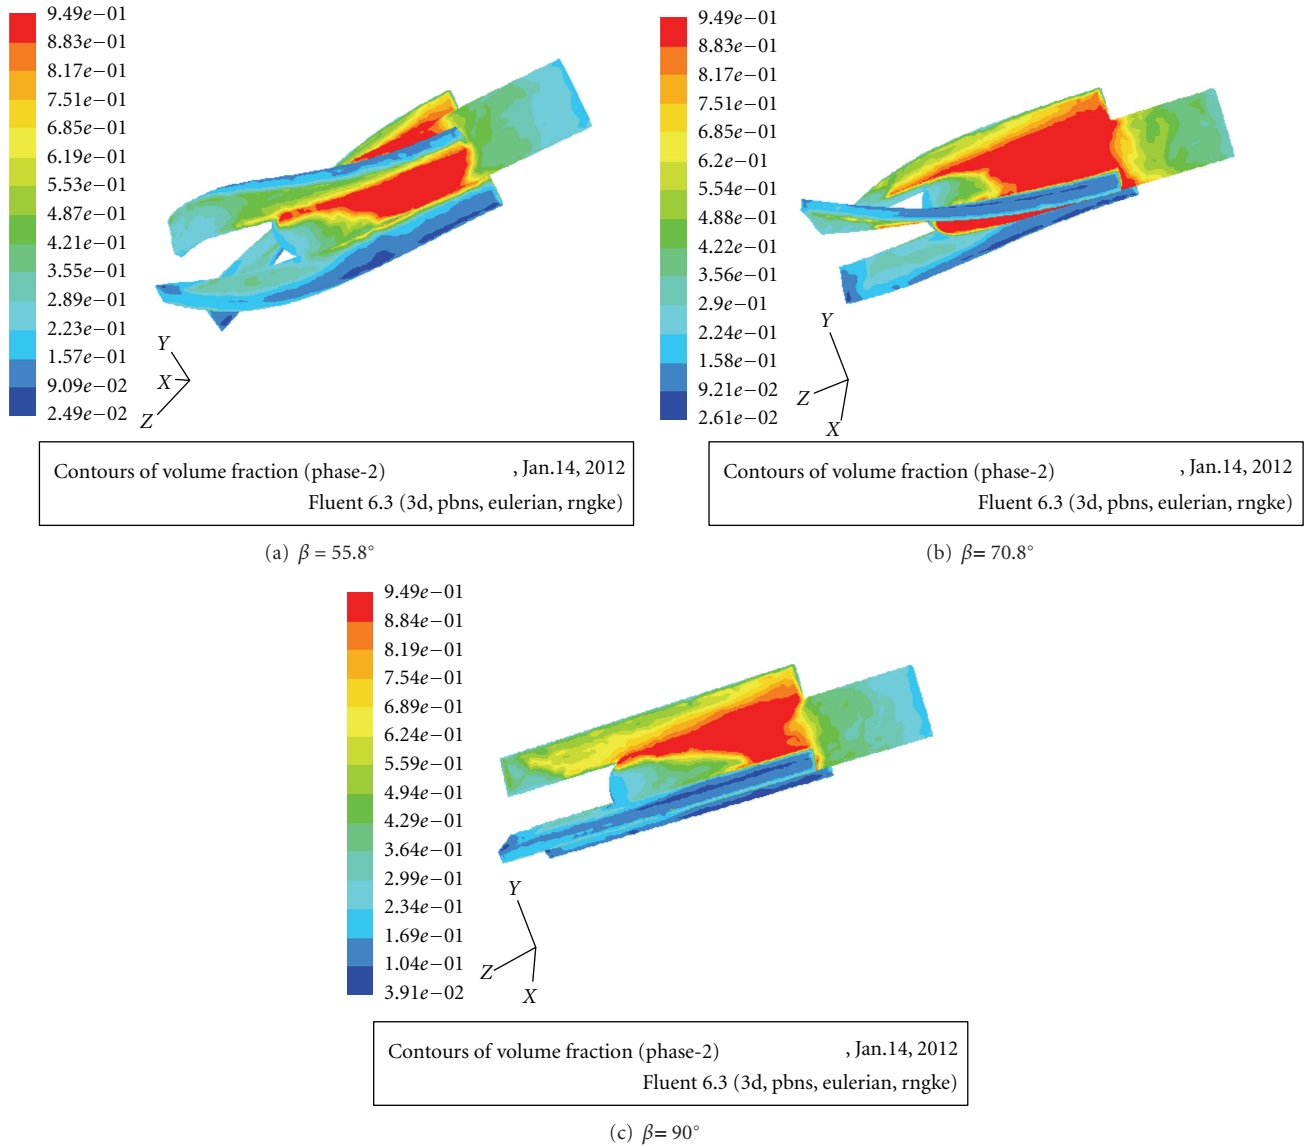 9.49e−01
8.83e−01
8.17e−01
7.51e−01
6.85e−01
6.19e−01
5.53e−01
4.87e−01
4.21e−01
3.55e−01
2.89e−01
2.23e−01
1.57e−01
9.09e−02
2.49e−02
Y
X
Z
Contours of volume fraction (phase-2) , Jan.14, 2012
Fluent 6.3 (3d, pbns, eulerian, rngke)
(a) β = 55.8°
9.49e−01
8.83e−01
8.17e−01
7.51e−01
6.85e−01
6.2e−01
5.54e−01
4.88e−01
4.22e−01
3.56e−01
2.9e−01
2.24e−01
1.58e−01
9.21e−02
2.61e−02
Y
Z
X
Contours of volume fraction (phase-2) , Jan.14, 2012
Fluent 6.3 (3d, pbns, eulerian, rngke)
(b) β= 70.8°
9.49e−01
8.84e−01
8.19e−01
7.54e−01
6.89e−01
6.24e−01
5.59e−01
4.94e−01
4.29e−01
3.64e−01
2.99e−01
2.34e−01
1.69e−01
1.04e−01
3.91e−02
Y
Z
X
Contours of volume fraction (phase-2) , Jan.14, 2012
Fluent 6.3 (3d, pbns, eulerian, rngke)
(c) β= 90°